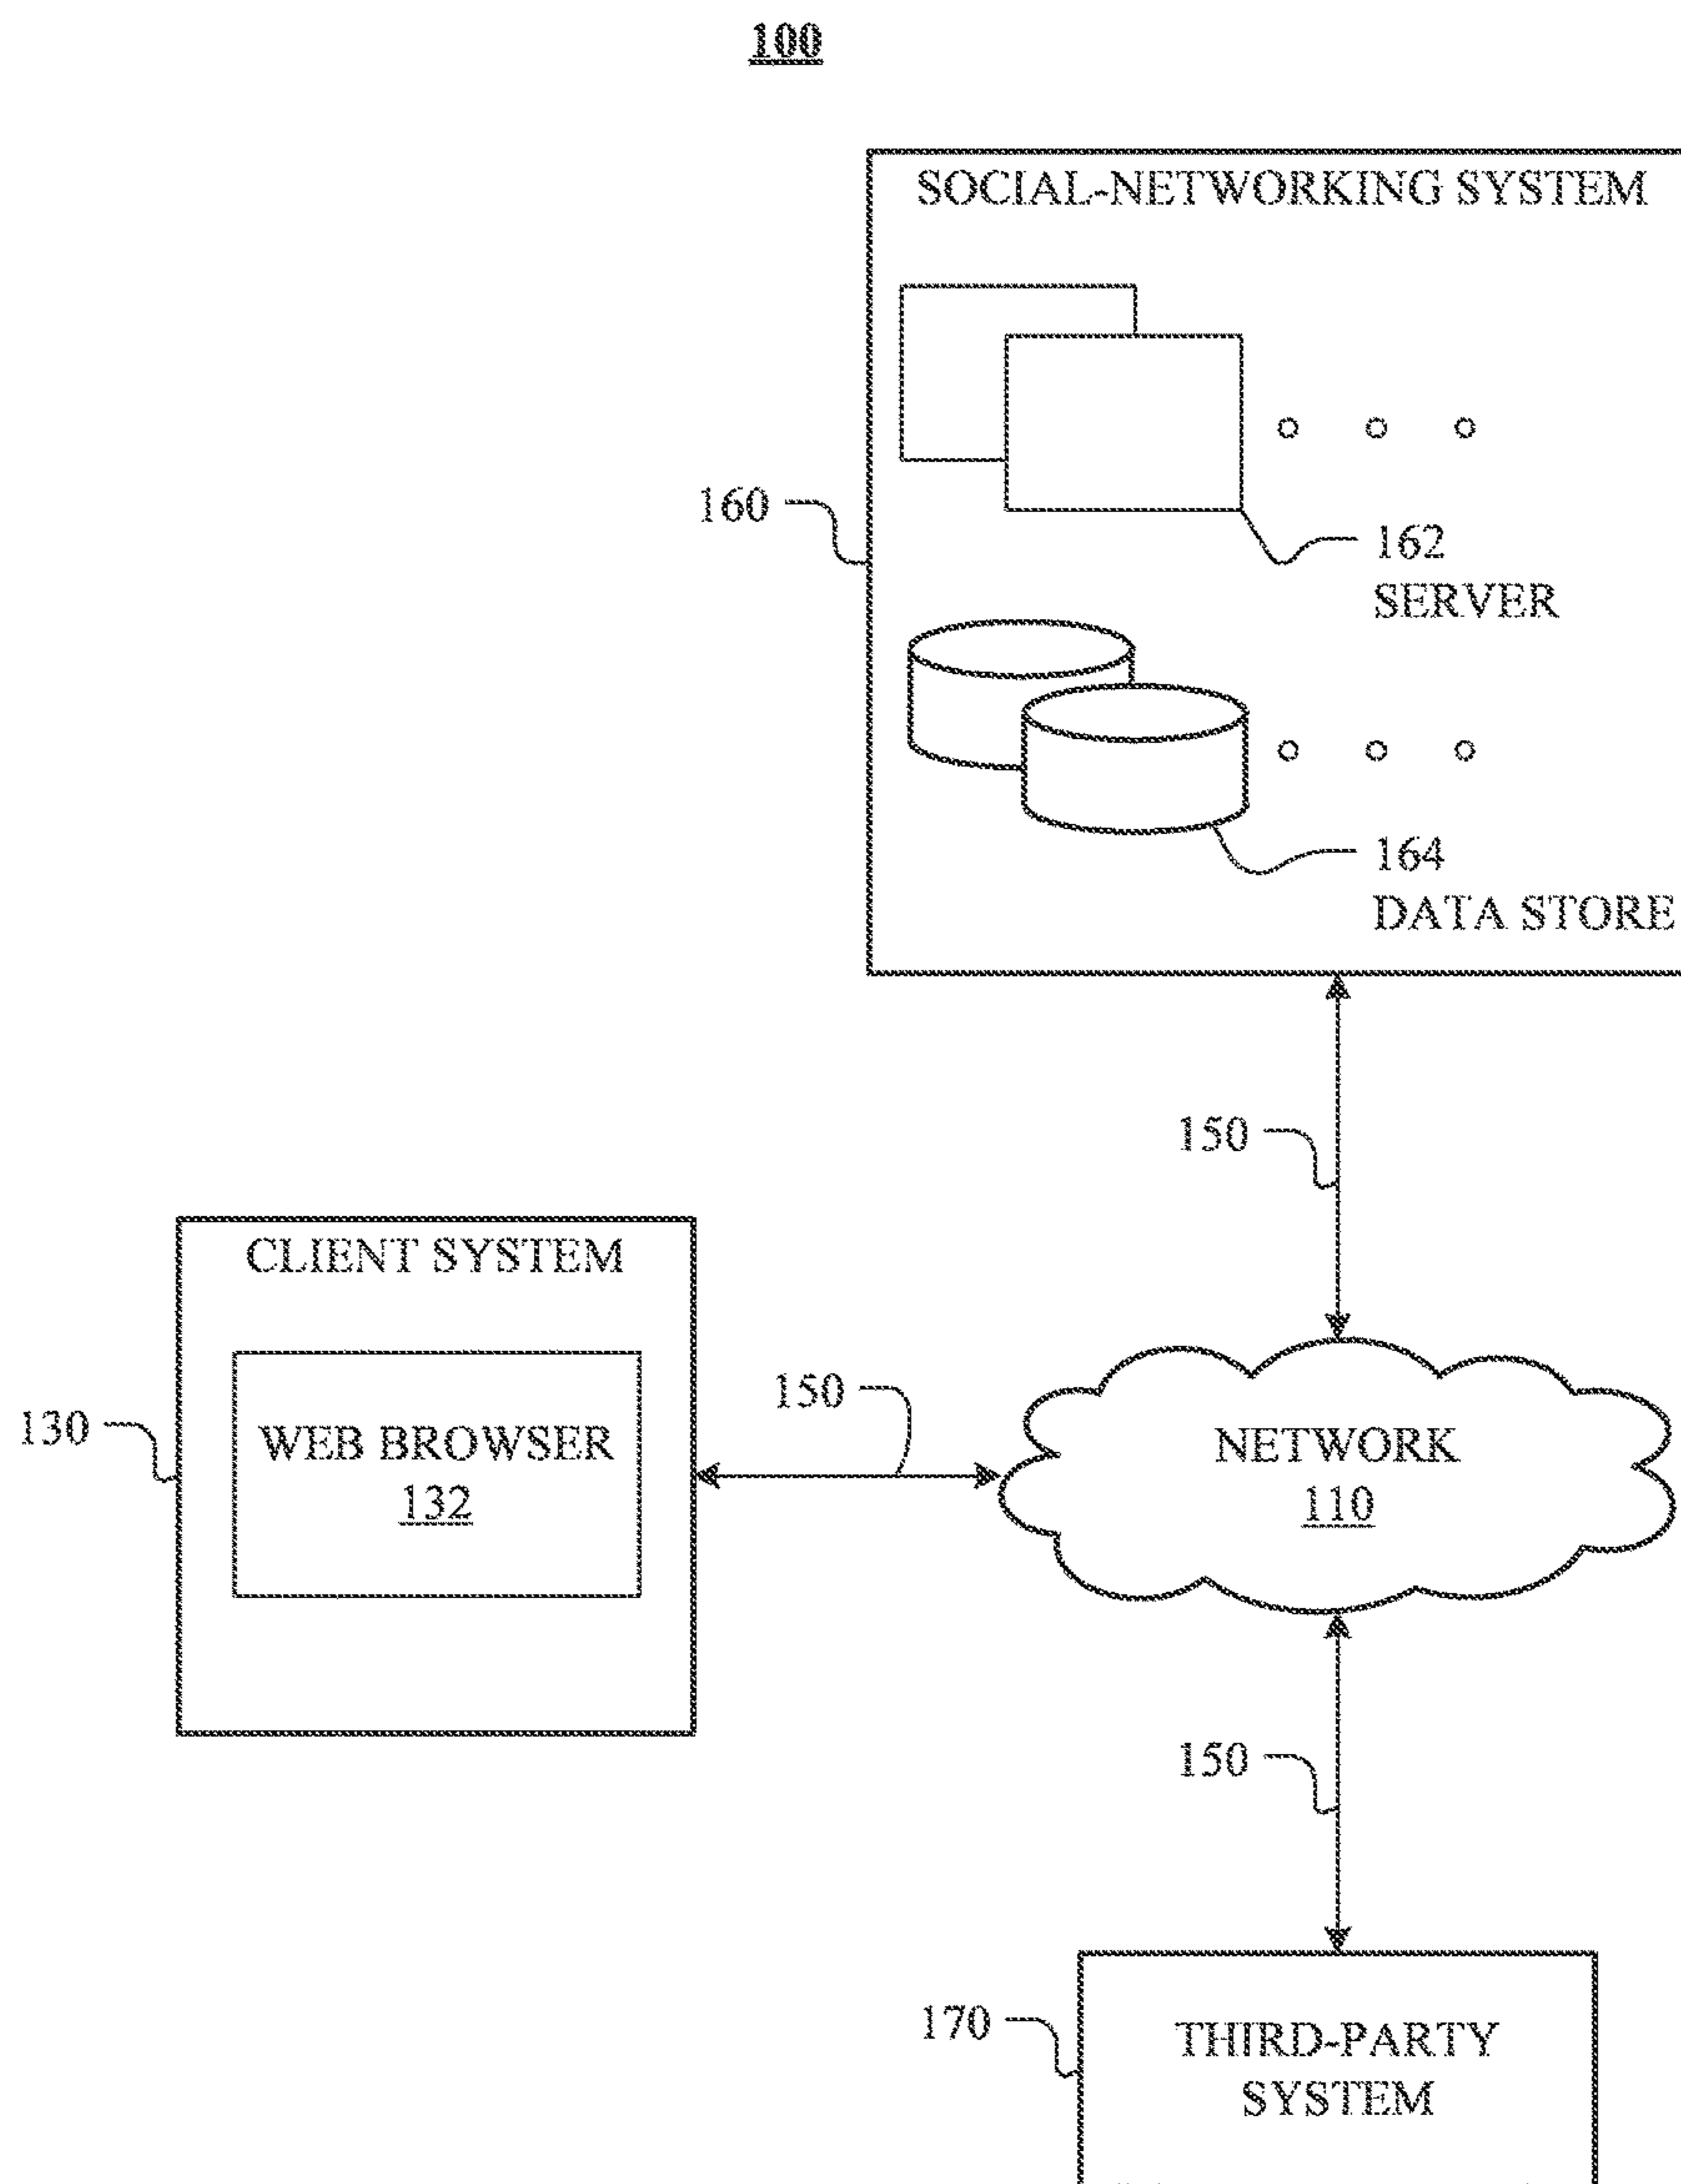 100
SOCIAL-NETWORKING SYSTEM
160
162
SERVER
164
DATA STORE
150
CLIENT SYSTEM
130
WEB BROWSER
132
150
NETWORK
110
150
170
THIRD-PARTY
SYSTEM